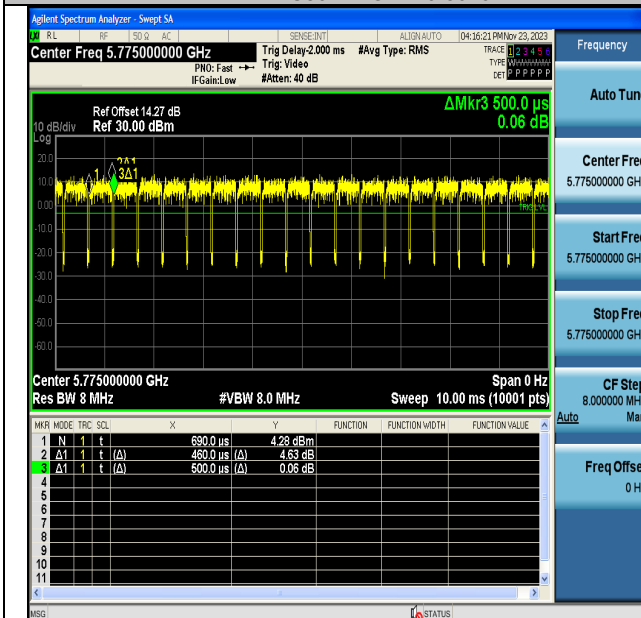 Agilent Spectrum Analyzer - Swept SA
LXI RL RF 50 Ω AC SENSE:INT ALIGN AUTO 04:16:21 PM Nov 23, 2023
Center Freq 5.775000000 GHz Trig Delay-2.000 ms #Avg Type: RMS TRACE 1 2 3 4 5 6
PNO: Fast Trig: Video TYPE
IFGain:Low #Atten: 40 dB DET P P P P P P
Frequency
Auto Tun
Center Fre
5.775000000 GH
Start Fre
5.775000000 GH
Stop Fre
5.775000000 GH
CF Ste
8.000000 MH
Auto Ma
Freq Offse
0 H
Ref Offset 14.27 dB ΔMkr3 500.0 µs
10 dB/div Ref 30.00 dBm 0.06 dB
Log
20.0
10.0
0.00
-10.0
-20.0
-30.0
-40.0
-50.0
-60.0
1
2Δ1
3Δ1
TRIG LVL
Center 5.775000000 GHz Span 0 Hz
Res BW 8 MHz #VBW 8.0 MHz Sweep 10.00 ms (10001 pts)
MKR MODE TRC SCL X Y FUNCTION FUNCTION WIDTH FUNCTION VALUE
1 N 1 t 690.0 µs 4.28 dBm
2 Δ1 1 t (Δ) 460.0 µs (Δ) 4.63 dB
3 Δ1 1 t (Δ) 500.0 µs (Δ) 0.06 dB
4
5
6
7
8
9
10
11
MSG STATUS